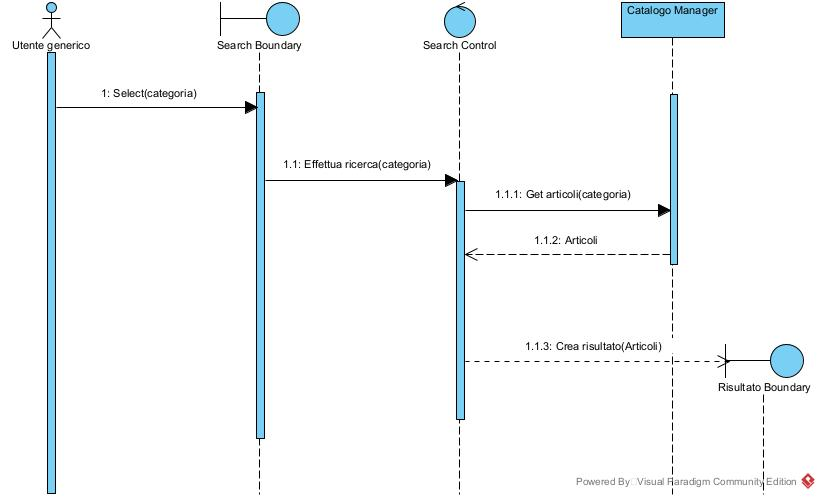 Utente generico
Search Boundary
Search Control
Catalogo Manager
1: Select(categoria)
1.1: Effettua ricerca(categoria)
1.1.1: Get articoli(categoria)
1.1.2: Articoli
1.1.3: Crea risultato(Articoli)
Risultato Boundary
Powered By Visual Paradigm Community Edition